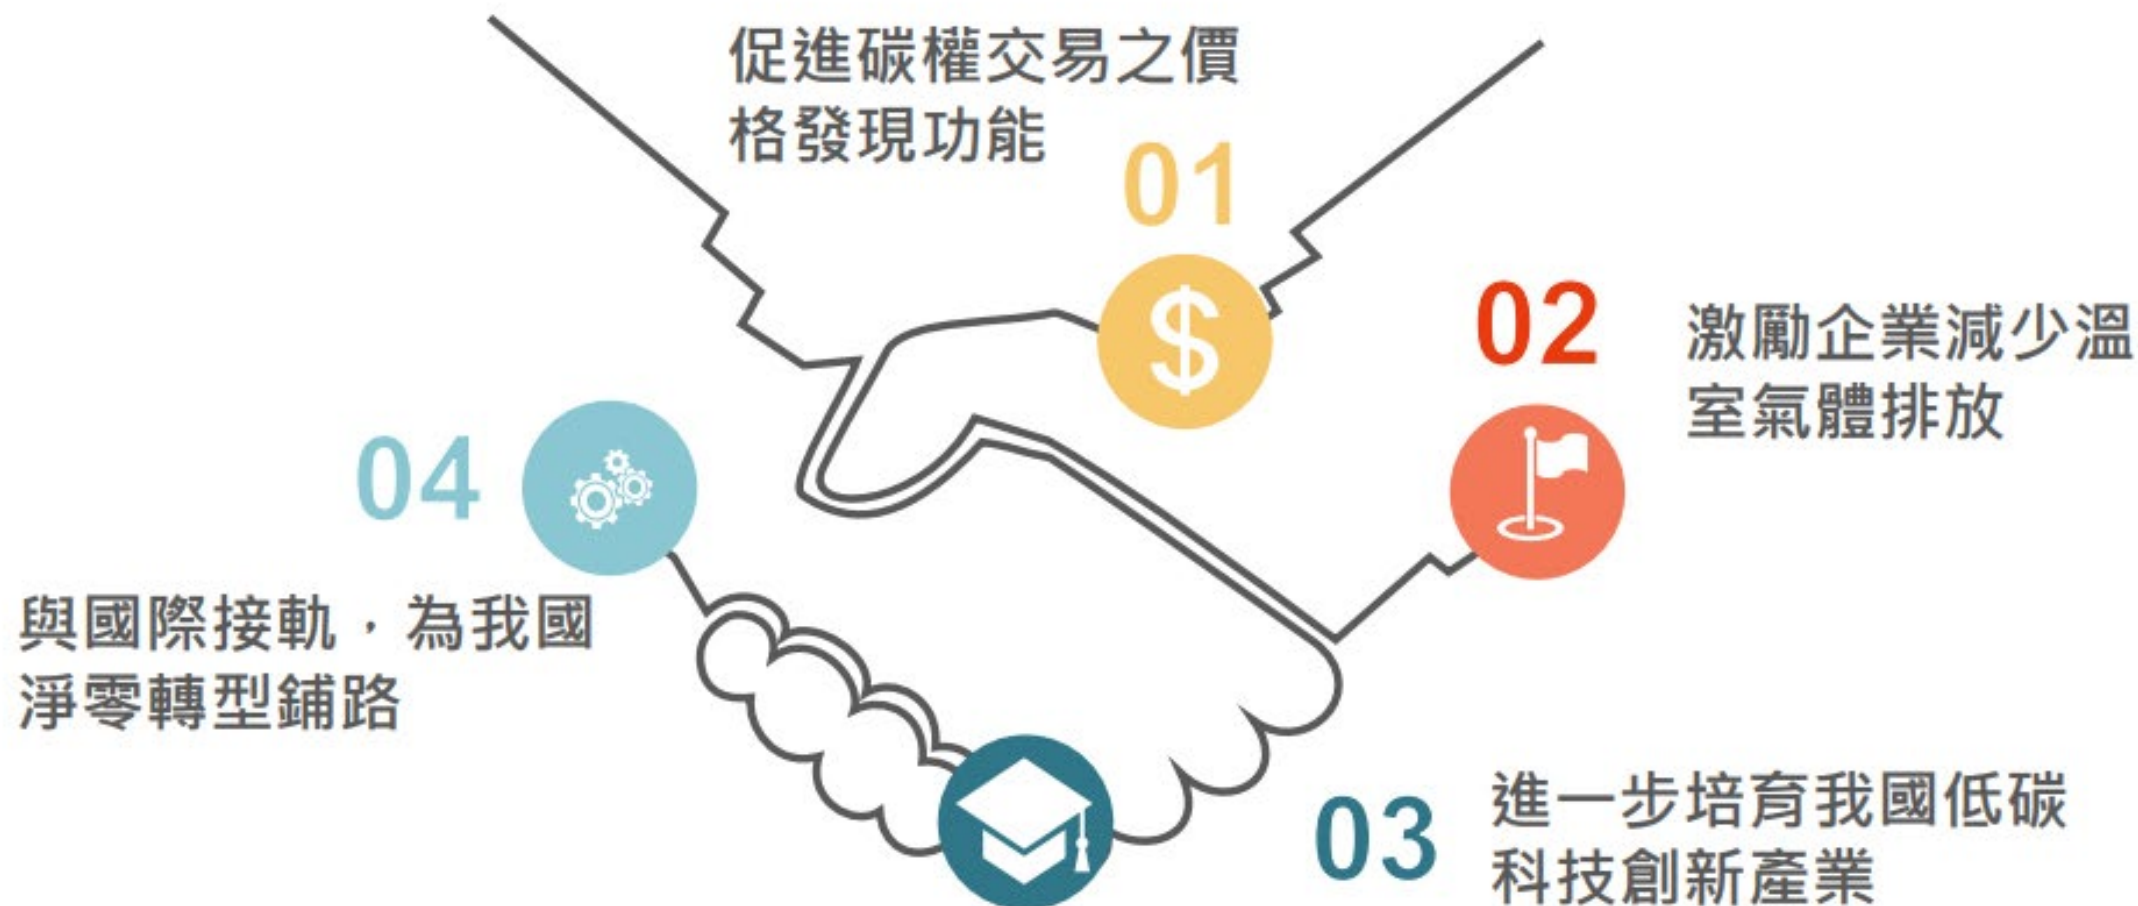 促進碳權交易之價
格發現功能
01
02
激勵企業減少溫
室氣體排放
04
與國際接軌，為我國
淨零轉型鋪路
03
進一步培育我國低碳
科技創新產業
$